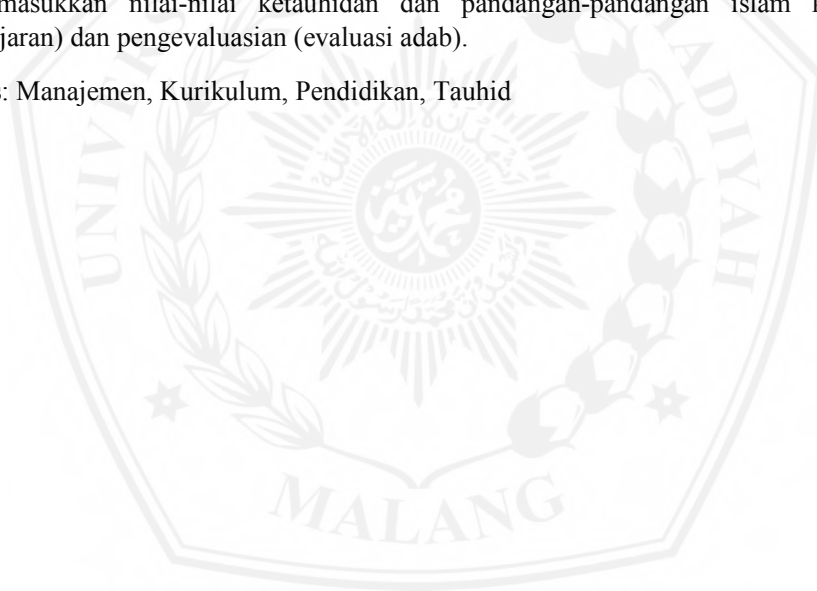 masukkan nilai-nilai ketauhidan dan pandangan-pandangan islam
jaran) dan pengevaluasian (evaluasi adab).
: Manajemen, Kurikulum, Pendidikan, Tauhid
MALANG